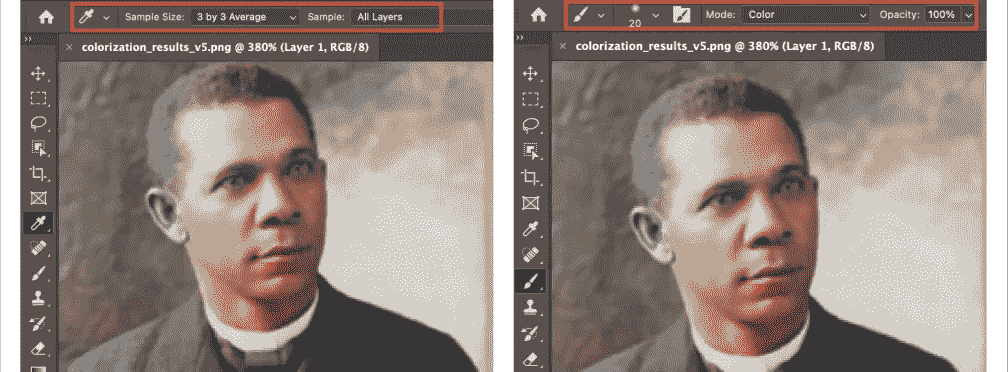 Sample Size: 3 by 3 Average Sample: All Layers
colorization_results_v5.png @ 380% (Layer 1, RGB/8)
20 Mode: Color Opacity: 100%
colorization_results_v5.png @ 380% (Layer 1, RGB/8)